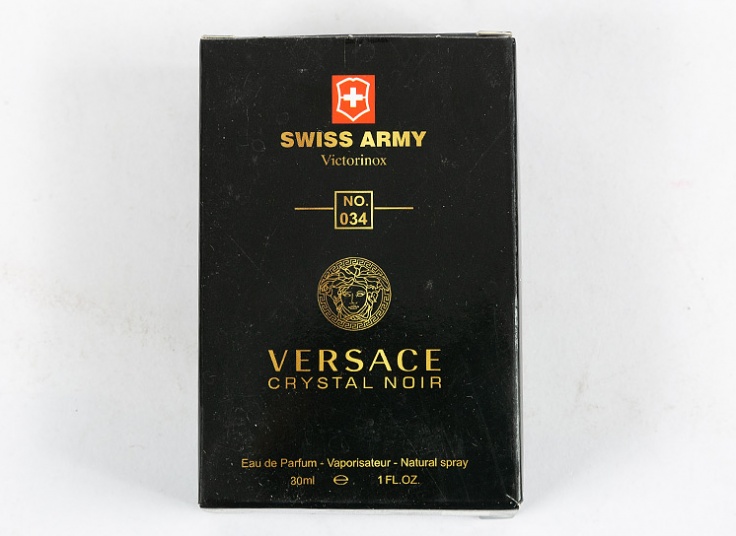 SWISS ARMY
Victorinox
NO.
034
VERSACE
CRYSTAL NOIR
Eau de Parfum - Vaporisateur - Natural spray
30ml ℮ 1 FL.OZ.